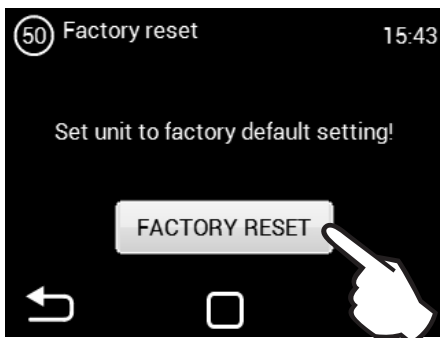 50 Factory reset 15:43
Set unit to factory default setting!
FACTORY RESET